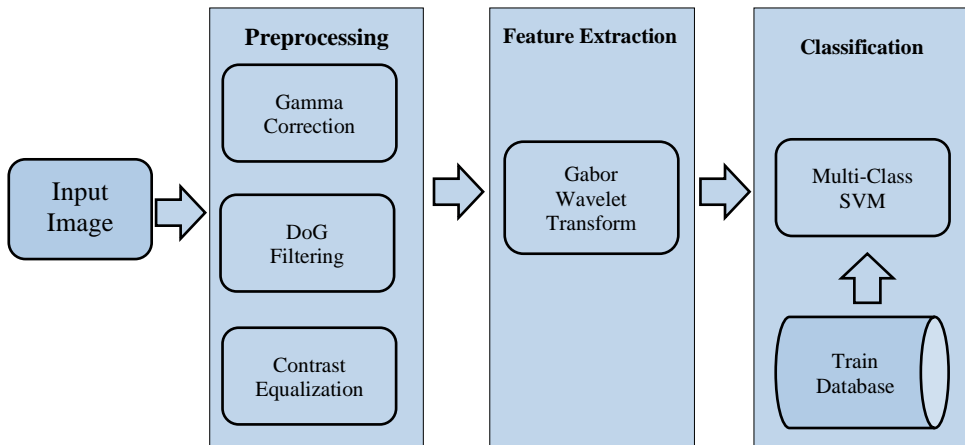 Input
Image
Preprocessing
Gamma
Correction
DoG
Filtering
Contrast
Equalization
Feature Extraction
Gabor
Wavelet
Transform
Classification
Multi-Class
SVM
Train
Database